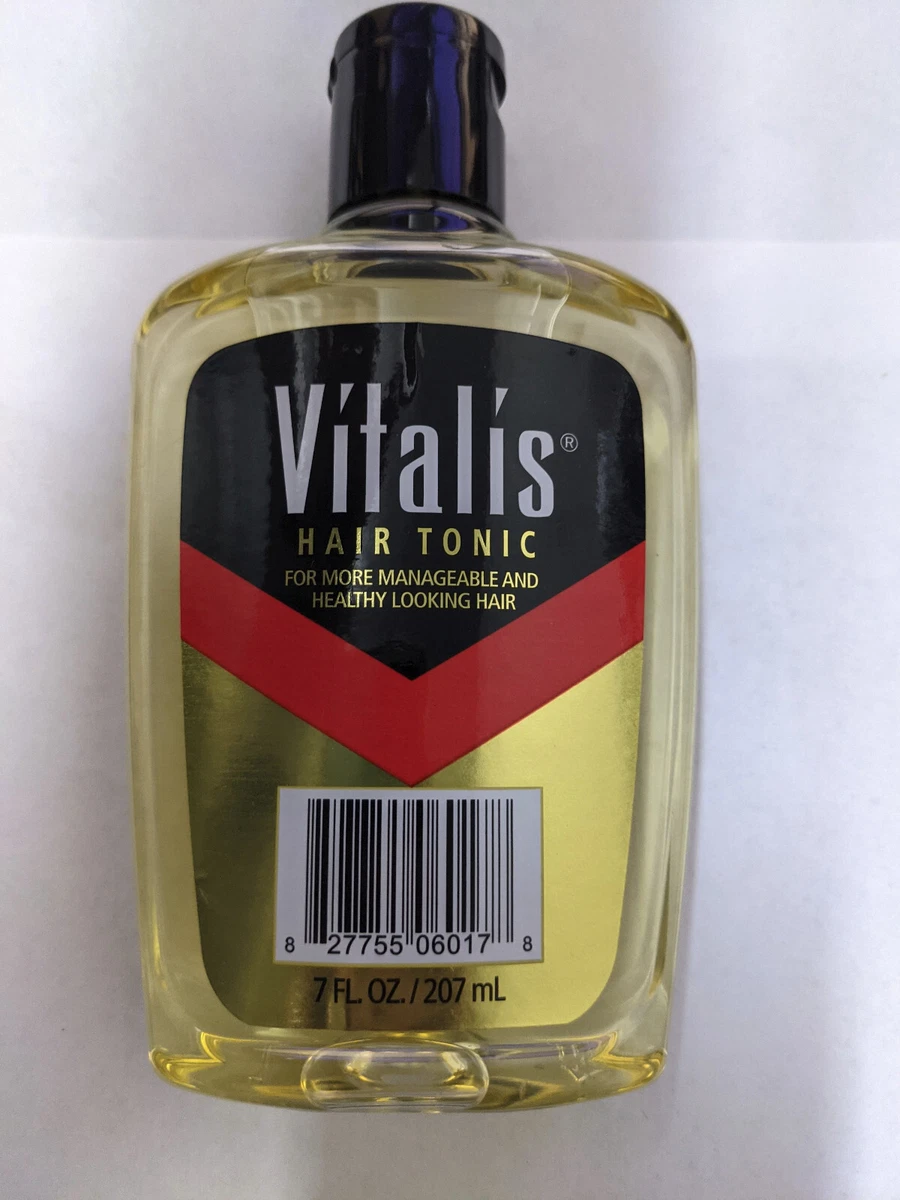 Vitalis®
HAIR TONIC
FOR MORE MANAGEABLE AND
HEALTHY LOOKING HAIR
8 27755 06017 8
7 FL. OZ. / 207 mL